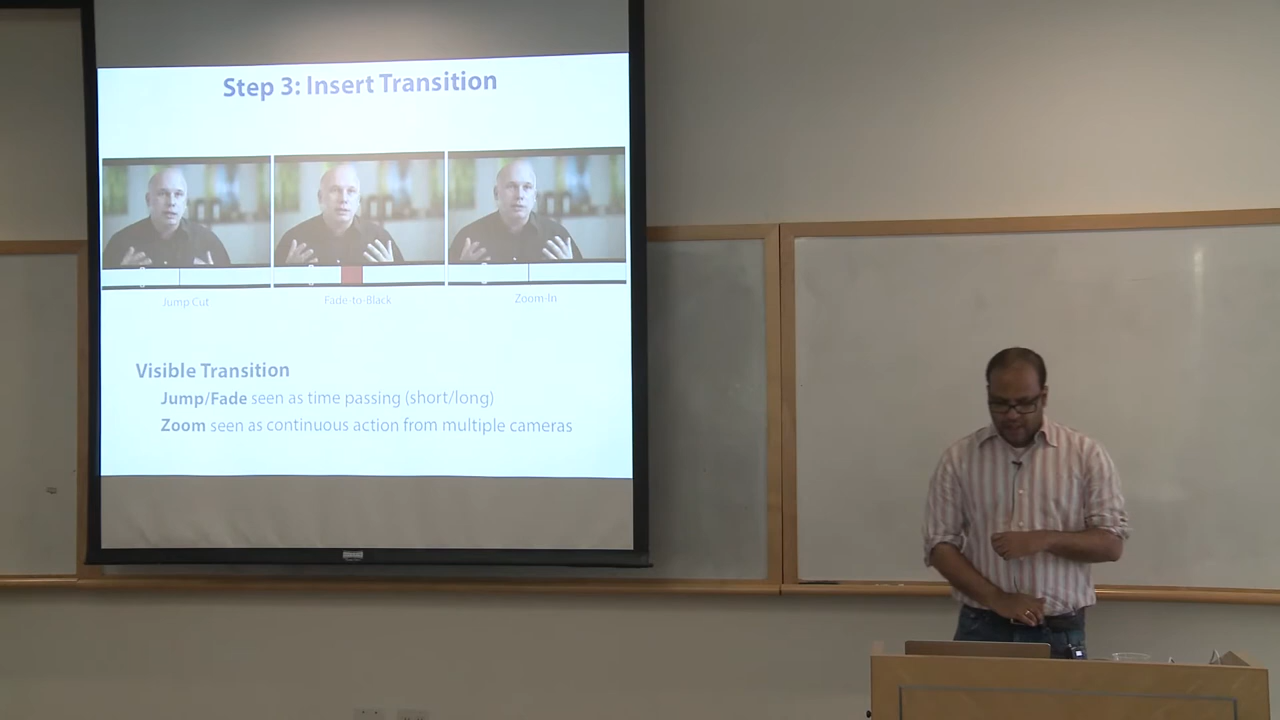 Step 3: Insert Transition
Jump Cut
Fade-to-Black
Zoom-In
Visible Transition
Jump/Fade seen as time passing (short/long)
Zoom seen as continuous action from multiple cameras